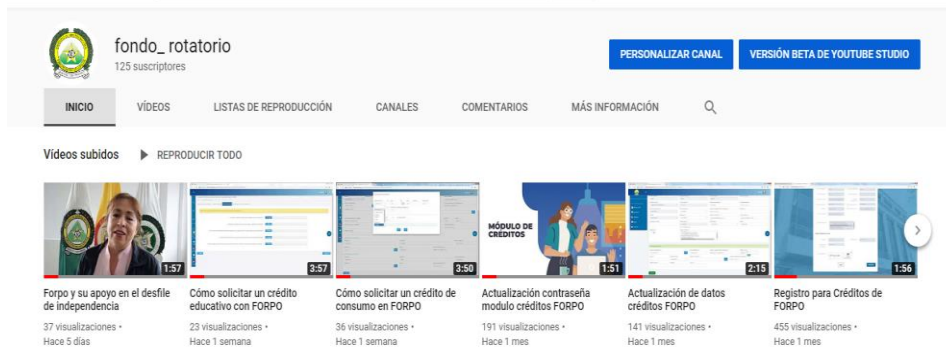 fondo_ rotatorio
125 suscriptores
PERSONALIZAR CANAL
VERSIÓN BETA DE YOUTUBE STUDIO
INICIO
VÍDEOS
LISTAS DE REPRODUCCIÓN
CANALES
COMENTARIOS
MÁS INFORMACIÓN
Vídeos subidos
REPRODUCIR TODO
1:57
3:57
3:50
MÓDULO DE
CRÉDITOS
1:51
2:15
1:56
Forpo y su apoyo en el desfile
de independencia
37 visualizaciones •
Hace 5 días
Cómo solicitar un crédito
educativo con FORPO
23 visualizaciones •
Hace 1 semana
Cómo solicitar un crédito de
consumo en FORPO
36 visualizaciones •
Hace 1 semana
Actualización contraseña
modulo créditos FORPO
191 visualizaciones •
Hace 1 mes
Actualización de datos
créditos FORPO
141 visualizaciones •
Hace 1 mes
Registro para Créditos de
FORPO
455 visualizaciones •
Hace 1 mes